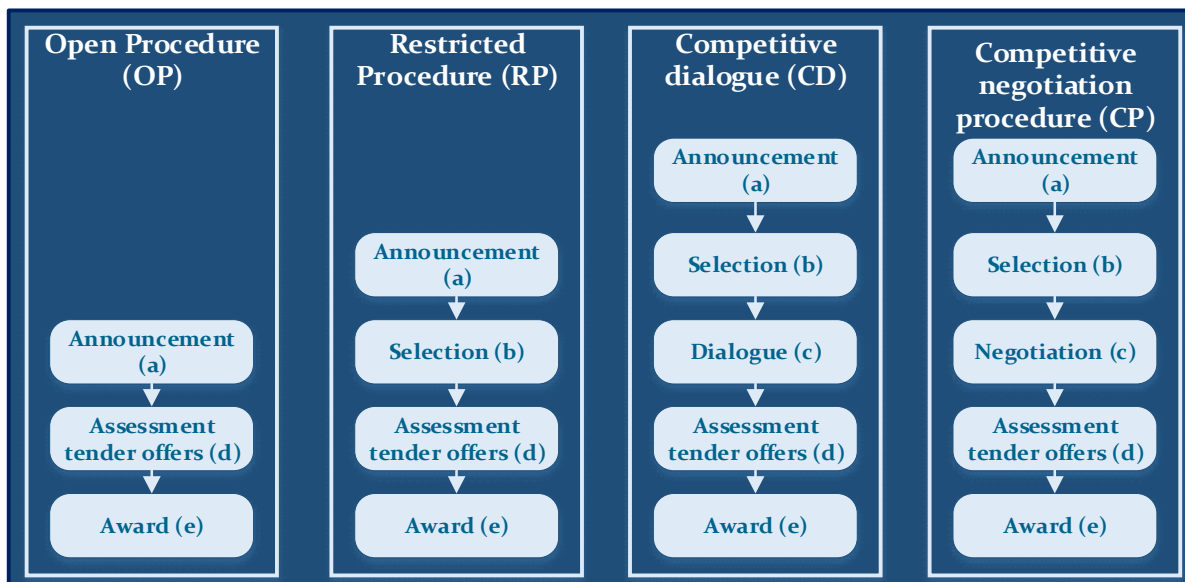 Open Procedure
(OP)
Announcement
(a)
Assessment
tender offers (d)
Award (e)
Restricted
Procedure (RP)
Announcement
(a)
Selection (b)
Assessment
tender offers (d)
Award (e)
Competitive
dialogue (CD)
Announcement
(a)
Selection (b)
Dialogue (c)
Assessment
tender offers (d)
Award (e)
Competitive
negotiation
procedure (CP)
Announcement
(a)
Selection (b)
Negotiation (c)
Assessment
tender offers (d)
Award (e)